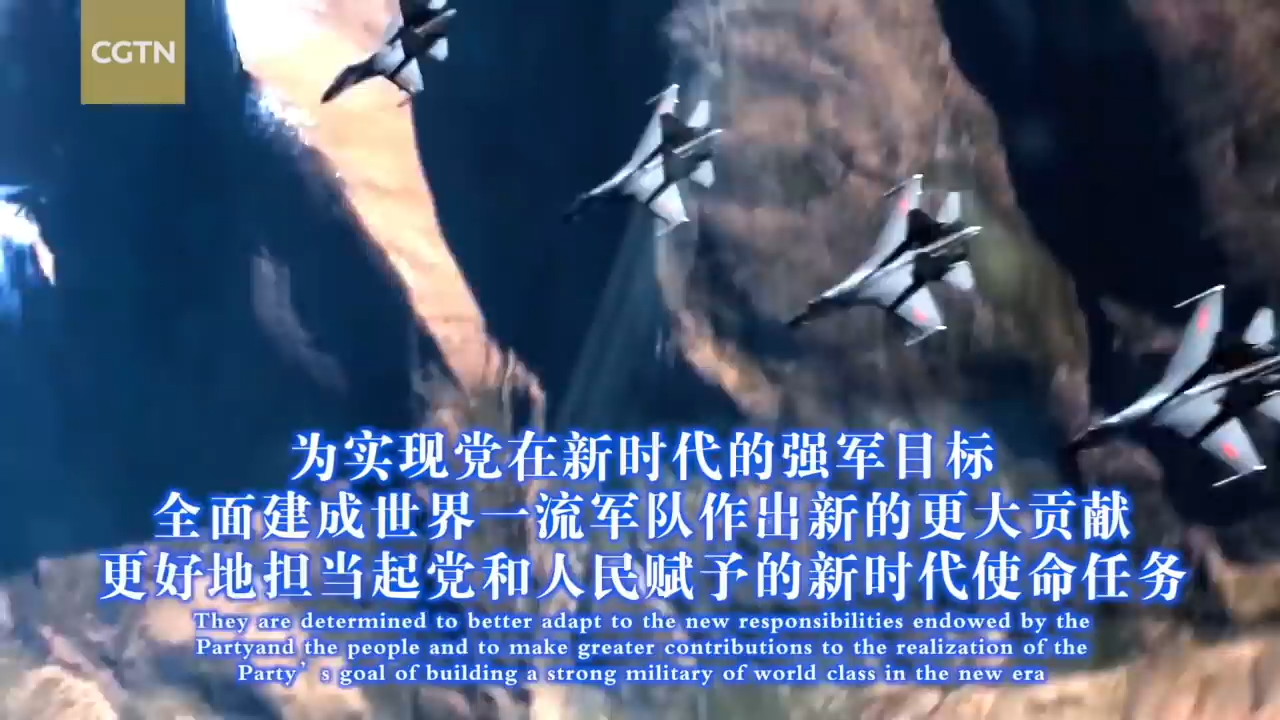 CGTN
为实现党在新时代的强军目标
全面建成世界一流军队作出新的更大贡献
更好地担当起党和人民赋予的新时代使命任务
They are determined to better adapt to the new responsibilities endowed by the
Partyand the people and to make greater contributions to the realization of the
Party’s goal of building a strong military of world class in the new era